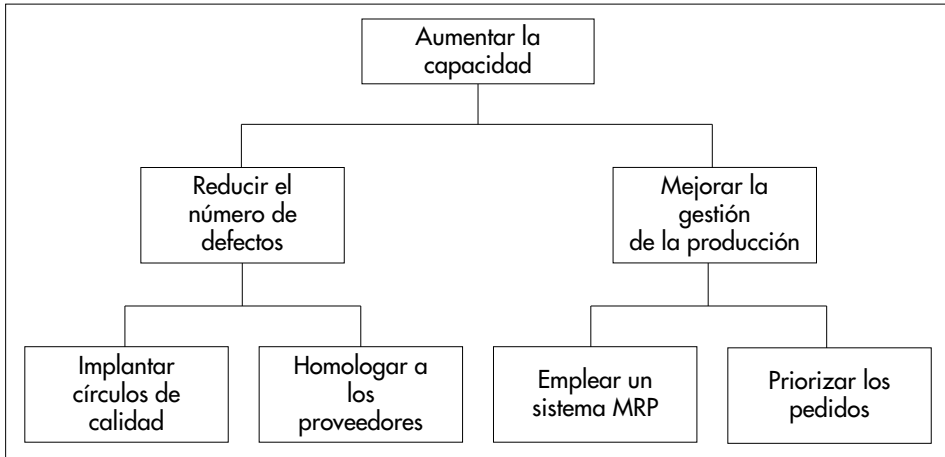 Aumentar la
capacidad
Reducir el
número de
defectos
Mejorar la
gestión
de la producción
Implantar
círculos de
calidad
Homologar a
los
proveedores
Emplear un
sistema MRP
Priorizar los
pedidos